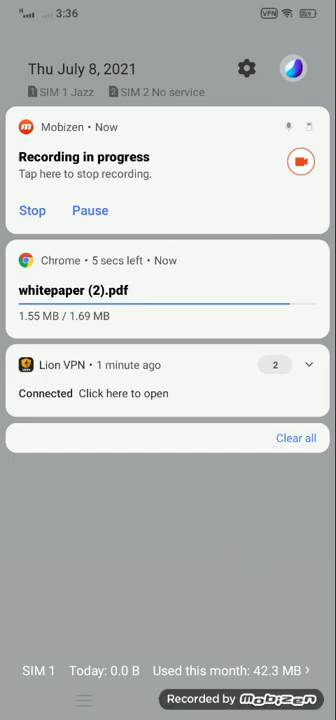 3:36 VPN
Thu July 8, 2021
1 SIM 1 Jazz 2 SIM 2 No service
Mobizen • Now
Recording in progress
Tap here to stop recording.
Stop Pause
Chrome • 5 secs left • Now
whitepaper (2).pdf
1.55 MB / 1.69 MB
Lion VPN • 1 minute ago 2
Connected Click here to open
Clear all
SIM 1 Today: 0.0 B Used this month: 42.3 MB ›
Recorded by mobizen